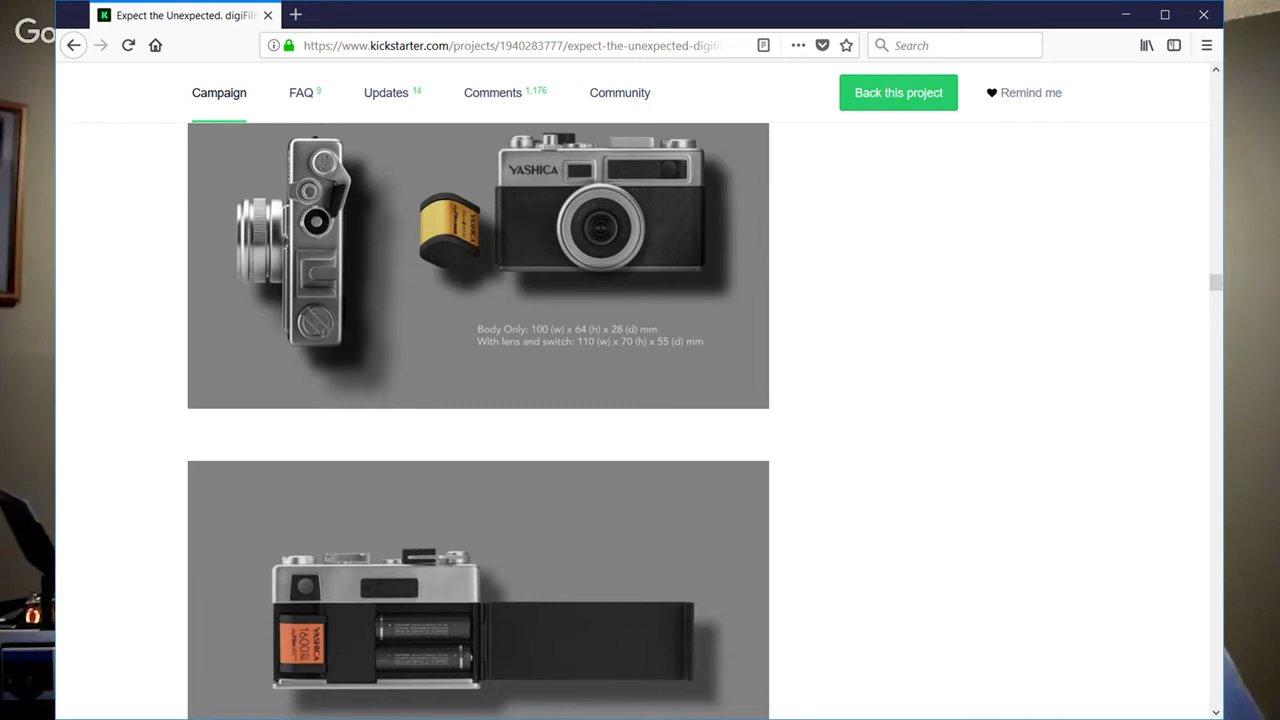 Go
Expect the Unexpected. digiFil
https://www.kickstarter.com/projects/1940283777/expect-the-unexpected-digifil
Search
Campaign
FAQ 9
Updates 14
Comments 1,176
Community
Back this project
Remind me
YASHICA
YASHICA
Body Only: 100 (w) x 64 (h) x 28 (d) mm
With lens and switch: 110 (w) x 70 (h) x 55 (d) mm
YASHICA
1600